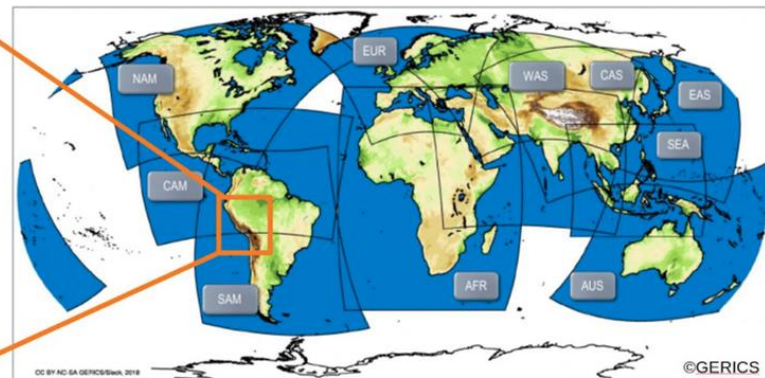 EUR
NAM
WAS
CAS
EAS
SEA
CAM
SAM
AFR
AUS
CC BY-NC-SA GERICS/Sieck, 2018
©GERICS